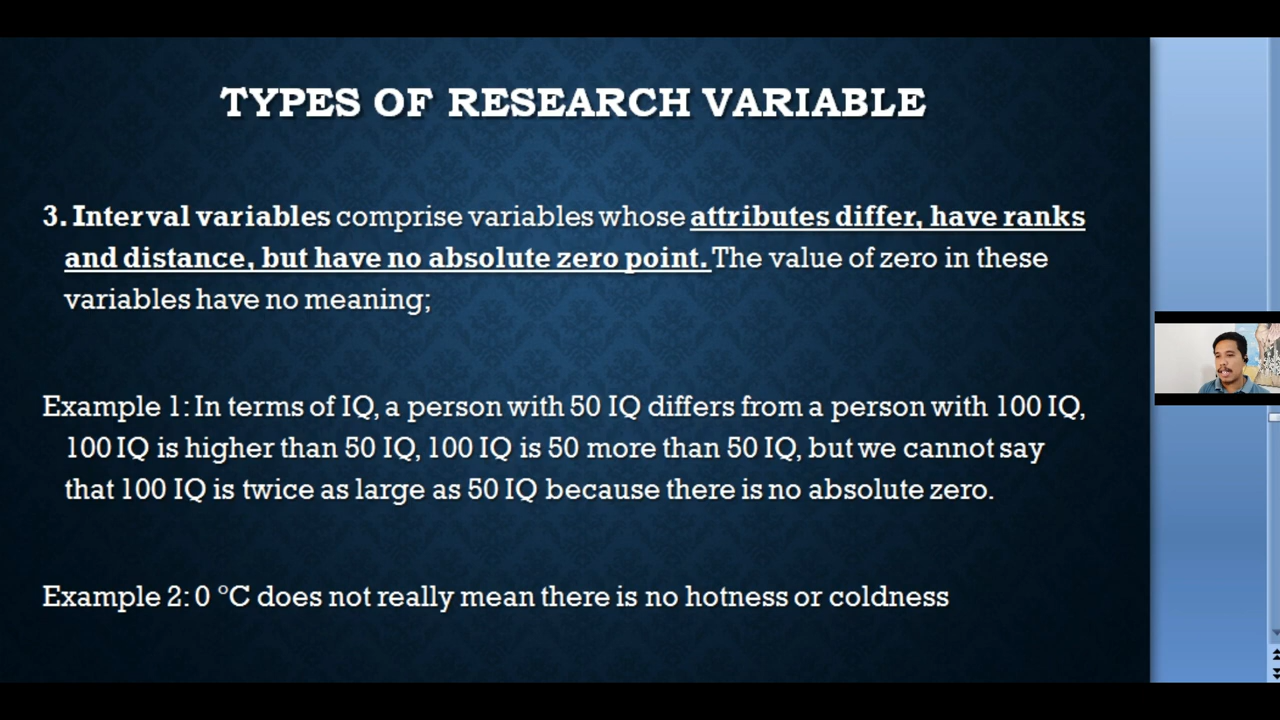 TYPES OF RESEARCH VARIABLE
3. Interval variables comprise variables whose attributes differ, have ranks
and distance, but have no absolute zero point. The value of zero in these
variables have no meaning;
Example 1: In terms of IQ, a person with 50 IQ differs from a person with 100 IQ,
100 IQ is higher than 50 IQ, 100 IQ is 50 more than 50 IQ, but we cannot say
that 100 IQ is twice as large as 50 IQ because there is no absolute zero.
Example 2: 0 °C does not really mean there is no hotness or coldness